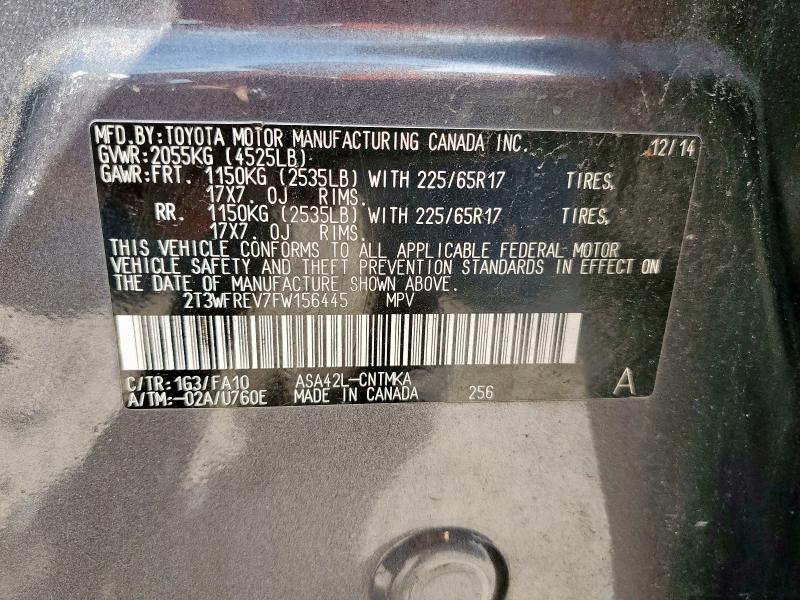 MFD.BY:TOYOTA MOTOR MANUFACTURING CANADA INC. 12/14
GVWR:2055KG (4525LB)
GAWR:FRT. 1150KG (2535LB) WITH 225/65R17 TIRES,
17X7. 0J RIMS.
RR. 1150KG (2535LB) WITH 225/65R17 TIRES,
17X7. 0J RIMS.
THIS VEHICLE CONFORMS TO ALL APPLICABLE FEDERAL MOTOR
VEHICLE SAFETY AND THEFT PREVENTION STANDARDS IN EFFECT ON
THE DATE OF MANUFACTURE SHOWN ABOVE.
2T3WFREV7FW156445 MPV
C/TR:1G3/FA10 ASA42L-CNTMKA A
A/TM:-02A/U760E MADE IN CANADA 256